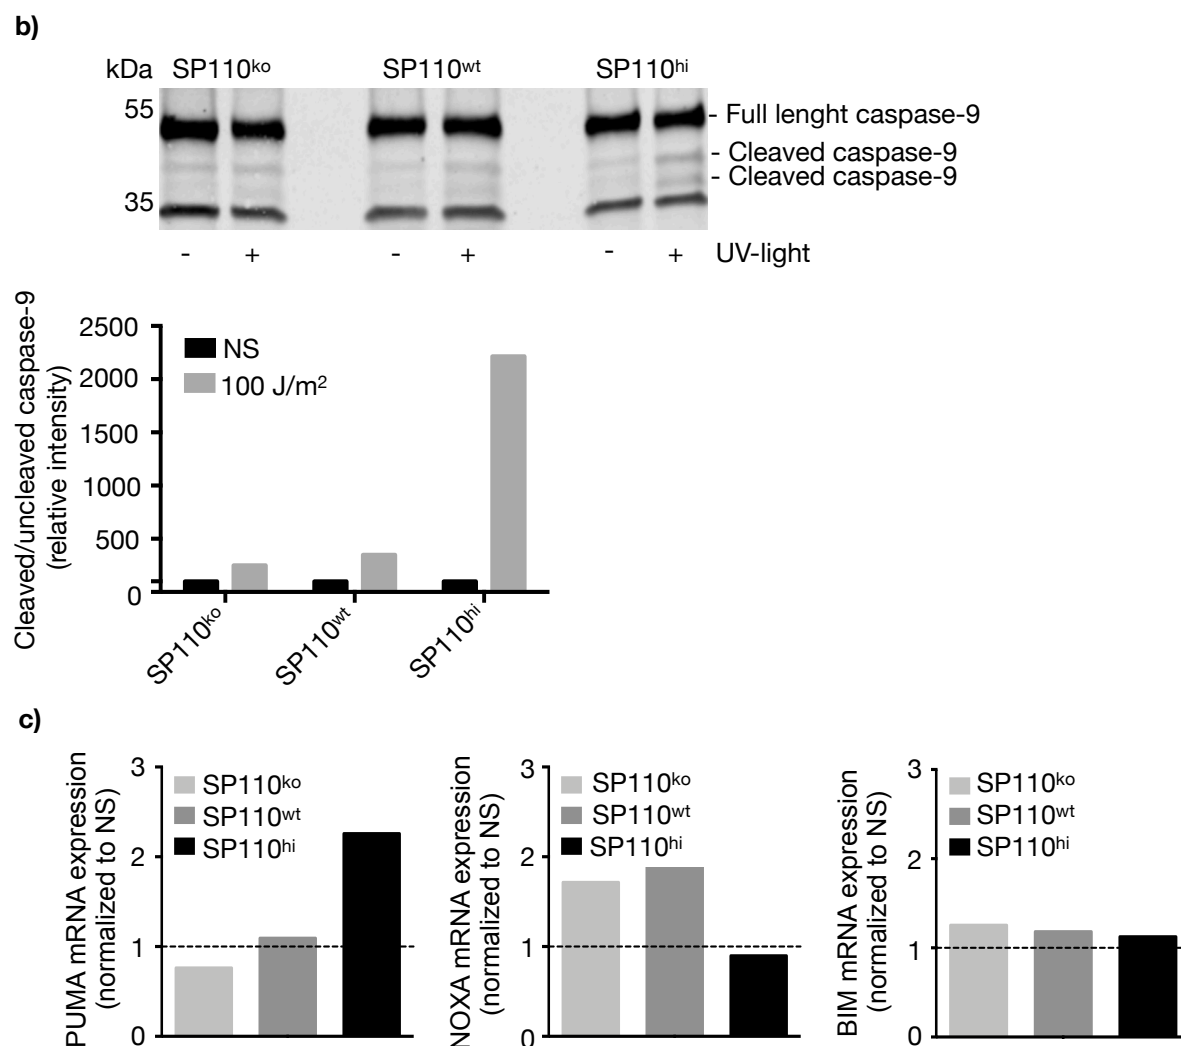 b)
kDa SP110ko SP110wt SP110hi
55
- Full lenght caspase-9
- Cleaved caspase-9
- Cleaved caspase-9
35
- + - + - + UV-light
Cleaved/uncleaved caspase-9
(relative intensity)
2500
2000
1500
1000
500
0
NS
100 J/m2
SP110ko
SP110wt
SP110hi
c)
PUMA mRNA expression
(normalized to NS)
3
2
1
0
SP110ko
SP110wt
SP110hi
NOXA mRNA expression
(normalized to NS)
3
2
1
0
SP110ko
SP110wt
SP110hi
BIM mRNA expression
(normalized to NS)
3
2
1
0
SP110ko
SP110wt
SP110hi